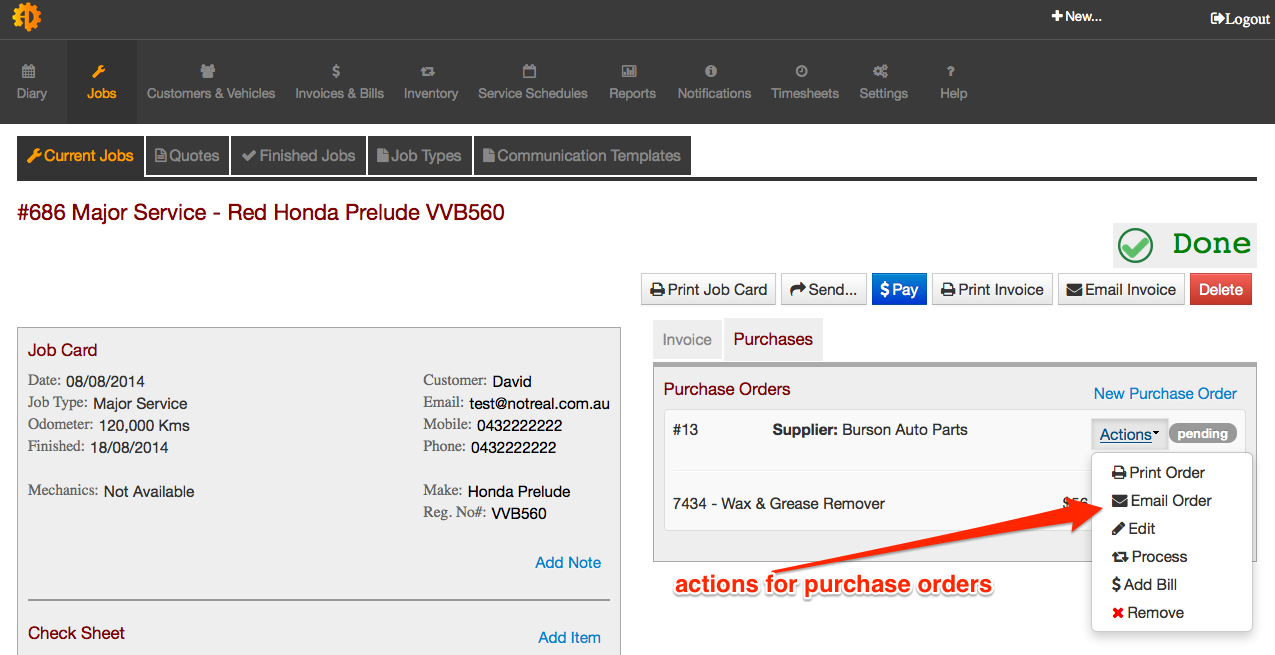 New...
Logout
Diary
Jobs
Customers & Vehicles
Invoices & Bills
Inventory
Service Schedules
Reports
Notifications
Timesheets
Settings
Help
Current Jobs
Quotes
Finished Jobs
Job Types
Communication Templates
#686 Major Service - Red Honda Prelude VVB560
Done
Print Job Card
Send...
$ Pay
Print Invoice
Email Invoice
Delete
Job Card
Date: 08/08/2014
Job Type: Major Service
Odometer: 120,000 Kms
Finished: 18/08/2014
Mechanics: Not Available
Customer: David
Email: test@notreal.com.au
Mobile: 0432222222
Phone: 0432222222
Make: Honda Prelude
Reg. No#: VVB560
Add Note
Check Sheet
Add Item
Invoice
Purchases
Purchase Orders
New Purchase Order
#13
Supplier: Burson Auto Parts
Actions
pending
7434 - Wax & Grease Remover
Print Order
Email Order
Edit
Process
$ Add Bill
Remove
actions for purchase orders